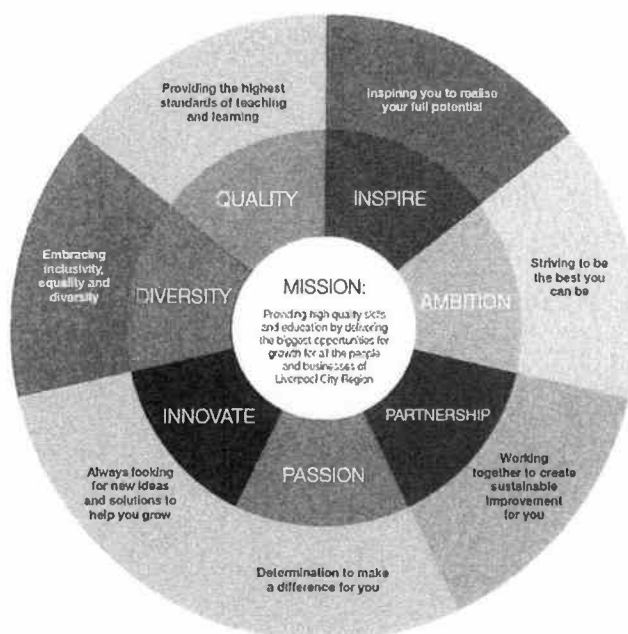 Providing the highest
standards of teaching
and learning
Inspiring you to realise
your full potential
QUALITY
INSPIRE
Embracing
inclusivity,
equality and
diversity
DIVERSITY
MISSION:
Providing high quality skills
and education by delivering
the biggest opportunities for
growth for all the people
and businesses of
Liverpool City Region
AMBITION
Striving to be
the best you
can be
INNOVATE
PARTNERSHIP
Always looking
for new ideas
and solutions to
help you grow
PASSION
Working
together to create
sustainable
improvement
for you
Determination to make
a difference for you